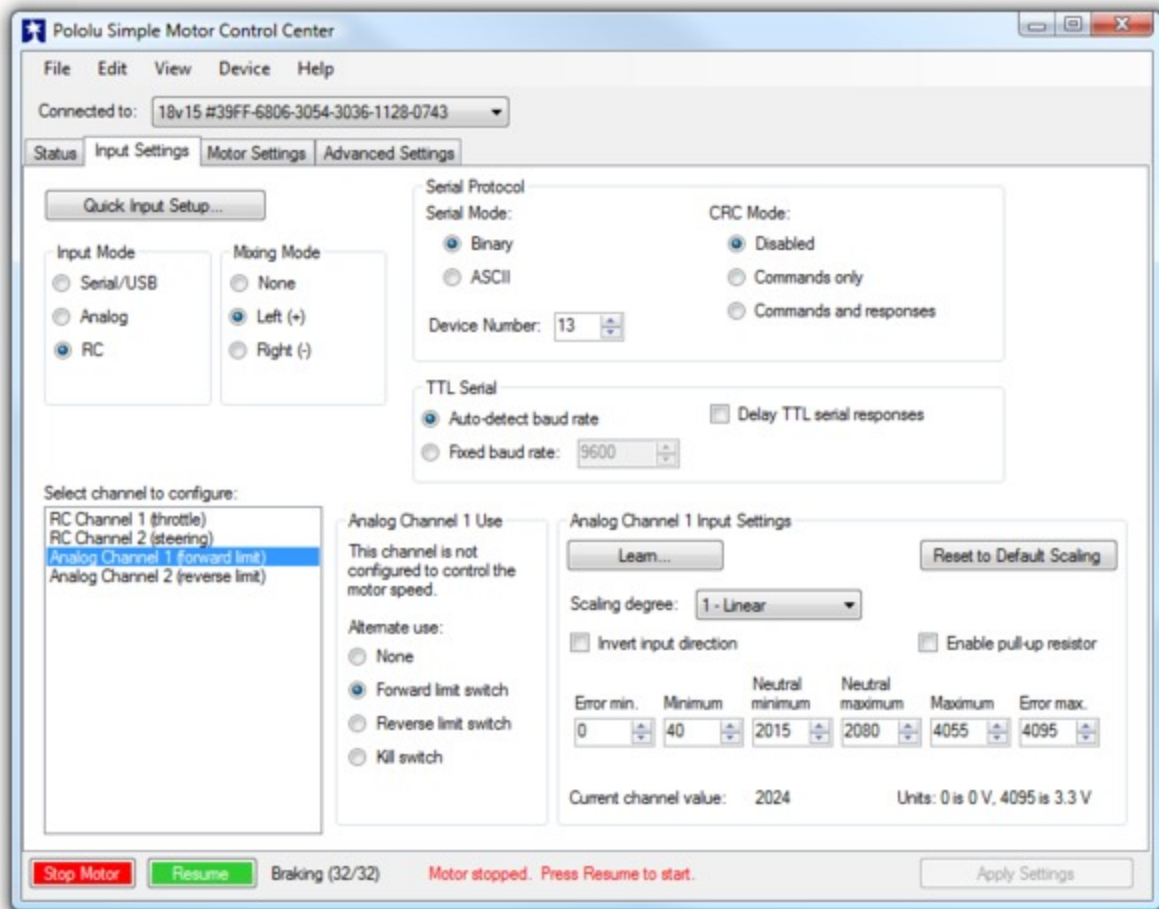 Pololu Simple Motor Control Center
File Edit View Device Help
Connected to: 18v15 #39FF-6806-3054-3036-1128-0743
Status Input Settings Motor Settings Advanced Settings
Quick Input Setup...
Input Mode
Serial/USB
Analog
RC
Mixing Mode
None
Left (+)
Right (-)
Serial Protocol
Serial Mode:
Binary
ASCII
CRC Mode:
Disabled
Commands only
Commands and responses
Device Number: 13
TTL Serial
Auto-detect baud rate
Delay TTL serial responses
Fixed baud rate: 9600
Select channel to configure:
RC Channel 1 (throttle)
RC Channel 2 (steering)
Analog Channel 1 (forward limit)
Analog Channel 2 (reverse limit)
Analog Channel 1 Use
This channel is not
configured to control the
motor speed.
Alternate use:
None
Forward limit switch
Reverse limit switch
Kill switch
Analog Channel 1 Input Settings
Learn... Reset to Default Scaling
Scaling degree: 1 - Linear
Invert input direction Enable pull-up resistor
Error min. Minimum Neutral minimum Neutral maximum Maximum Error max.
0 40 2015 2080 4055 4095
Current channel value: 2024 Units: 0 is 0 V, 4095 is 3.3 V
Stop Motor Resume Braking (32/32) Motor stopped. Press Resume to start. Apply Settings